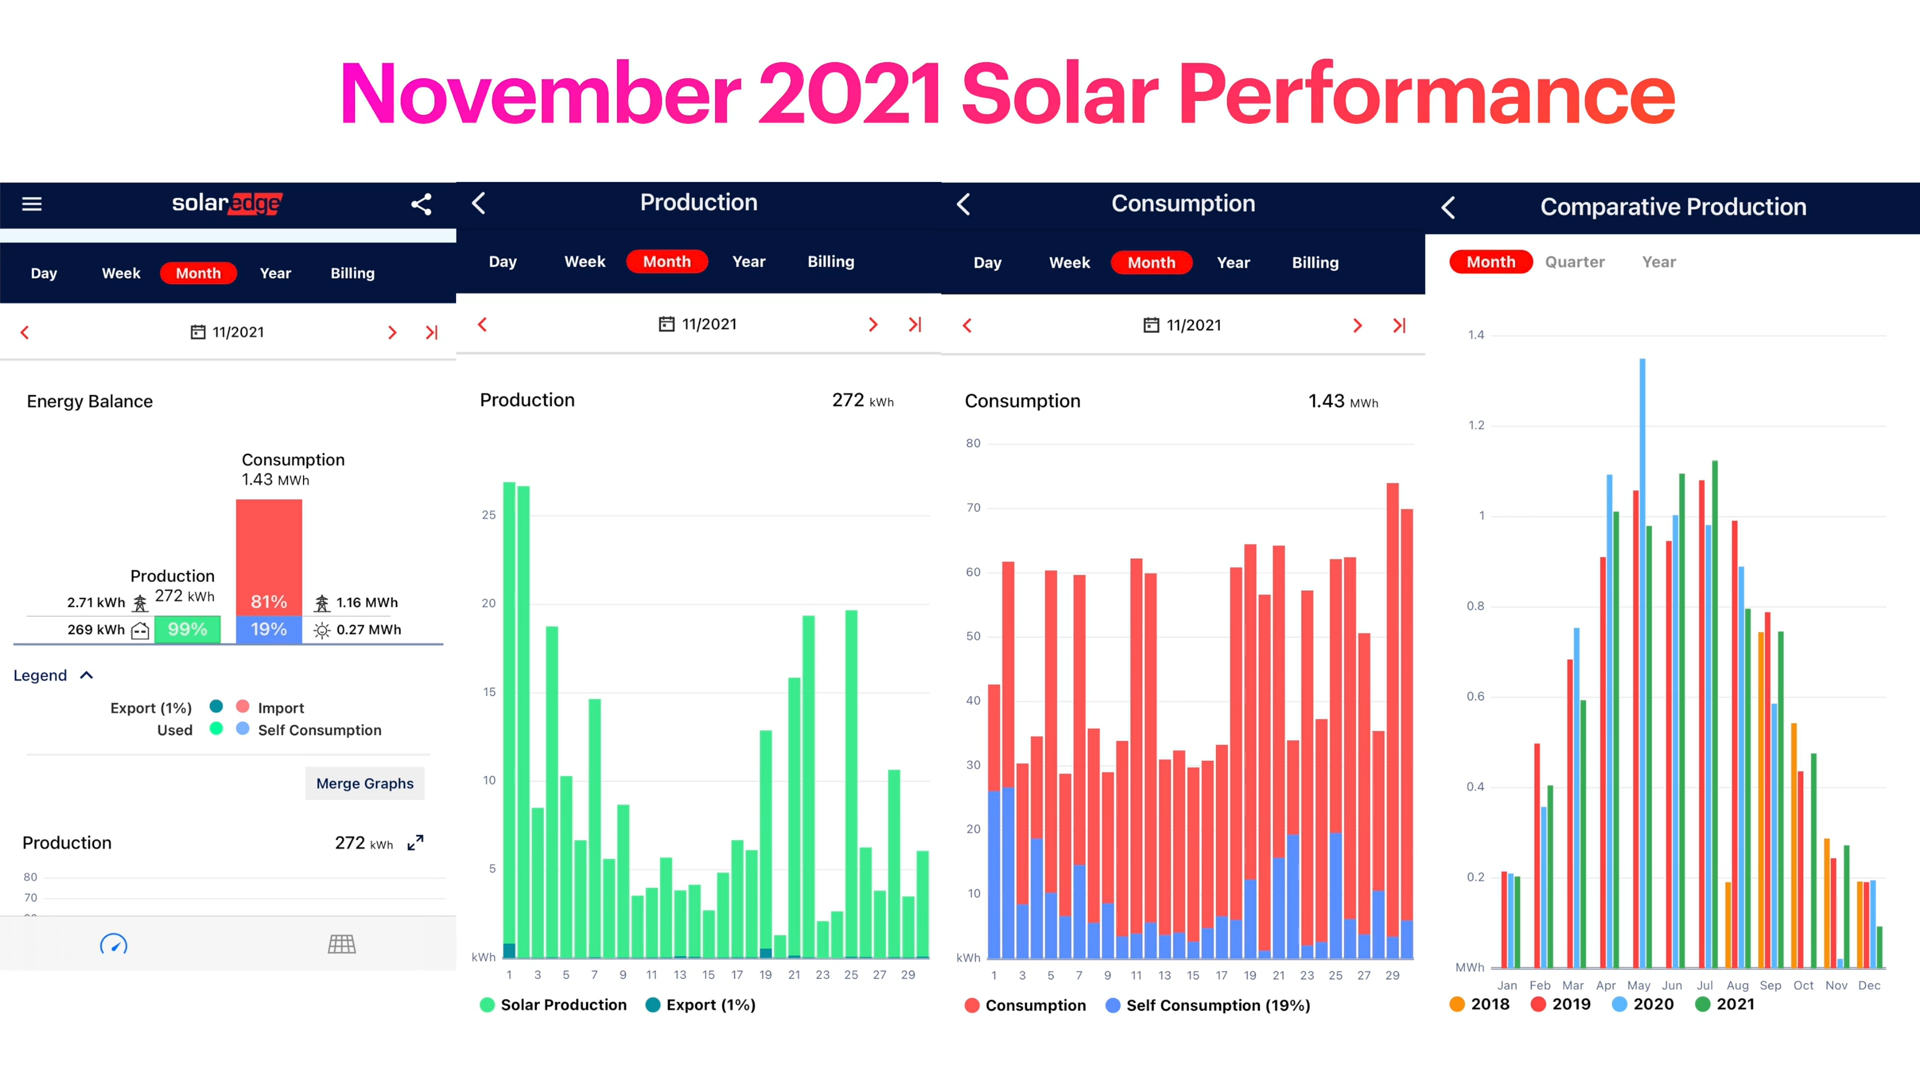 November 2021 Solar Performance
solaredge
Day Week Month Year Billing
11/2021
Energy Balance
Consumption
1.43 MWh
Production
2.71 kWh 272 kWh 81% 1.16 MWh
269 kWh 99% 19% 0.27 MWh
Legend
Export (1%) Import
Used Self Consumption
Merge Graphs
Production 272 kWh
80
70
Production
Day Week Month Year Billing
11/2021
Production 272 kWh
25
20
15
10
5
kWh
1 3 5 7 9 11 13 15 17 19 21 23 25 27 29
Solar Production Export (1%)
Consumption
Day Week Month Year Billing
11/2021
Consumption 1.43 MWh
80
70
60
50
40
30
20
10
kWh
1 3 5 7 9 11 13 15 17 19 21 23 25 27 29
Consumption Self Consumption (19%)
Comparative Production
Month Quarter Year
1.4
1.2
1
0.8
0.6
0.4
0.2
MWh
Jan Feb Mar Apr May Jun Jul Aug Sep Oct Nov Dec
2018 2019 2020 2021